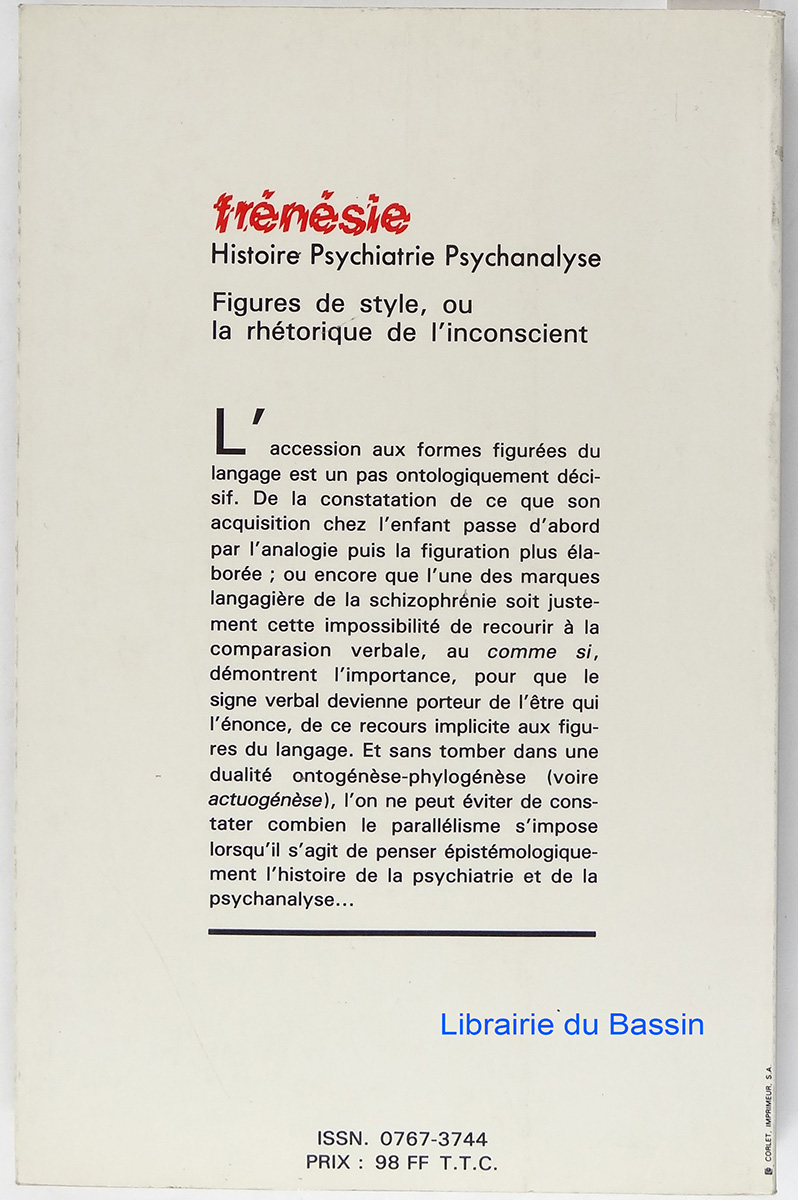 frénésie
Histoire Psychiatrie Psychanalyse
Figures de style, ou
la rhétorique de l'inconscient
L'accession aux formes figurées du
langage est un pas ontologiquement déci-
sif. De la constatation de ce que son
acquisition chez l'enfant passe d'abord
par l'analogie puis la figuration plus éla-
borée ; ou encore que l'une des marques
langagière de la schizophrénie soit juste-
ment cette impossibilité de recourir à la
comparasion verbale, au comme si,
démontrent l'importance, pour que le
signe verbal devienne porteur de l'être qui
l'énonce, de ce recours implicite aux figu-
res du langage. Et sans tomber dans une
dualité ontogénèse-phylogénèse (voire
actuogénèse), l'on ne peut éviter de cons-
tater combien le parallélisme s'impose
lorsqu'il s'agit de penser épistémologique-
ment l'histoire de la psychiatrie et de la
psychanalyse...
Librairie du Bassin
CORLET, IMPRIMEUR, S.A.
ISSN. 0767-3744
PRIX : 98 FF T.T.C.